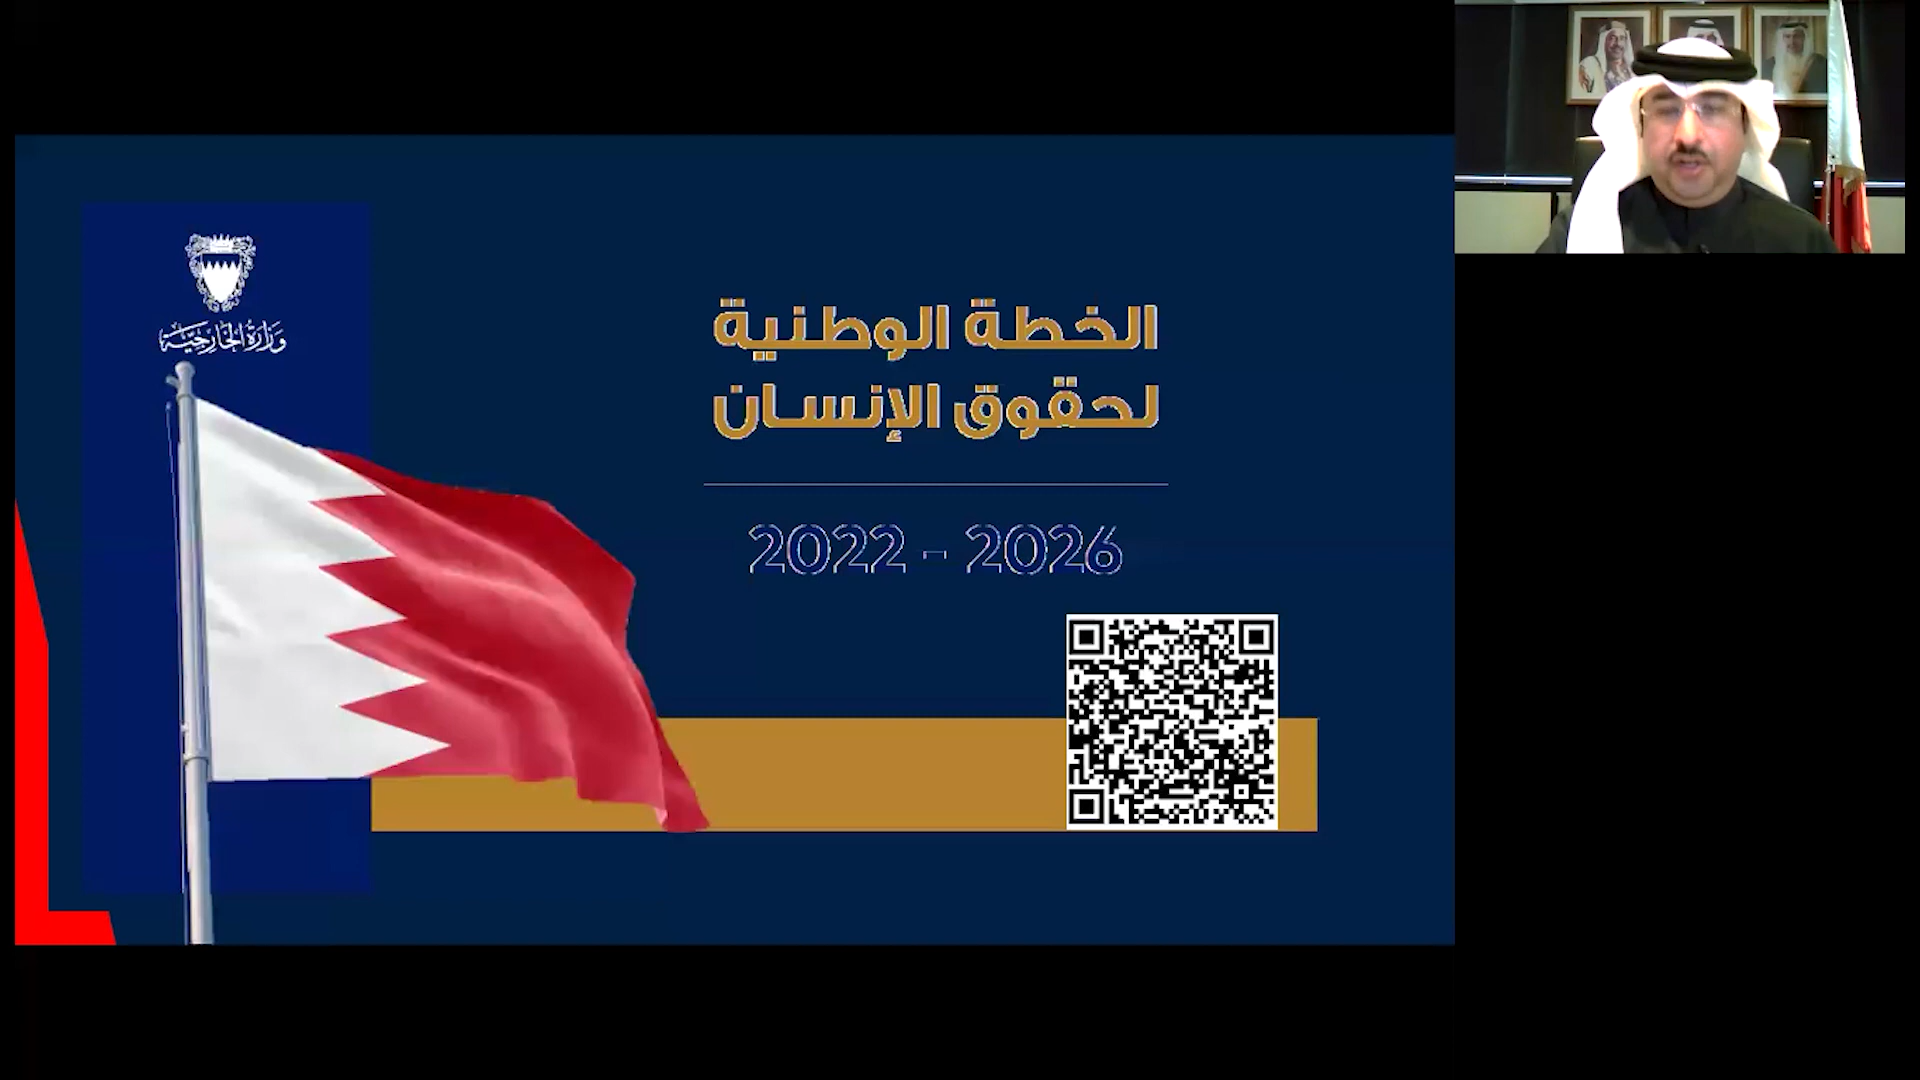 وزارة الخارجية
الخطة الوطنية
لحقوق الإنسان
2022 - 2026